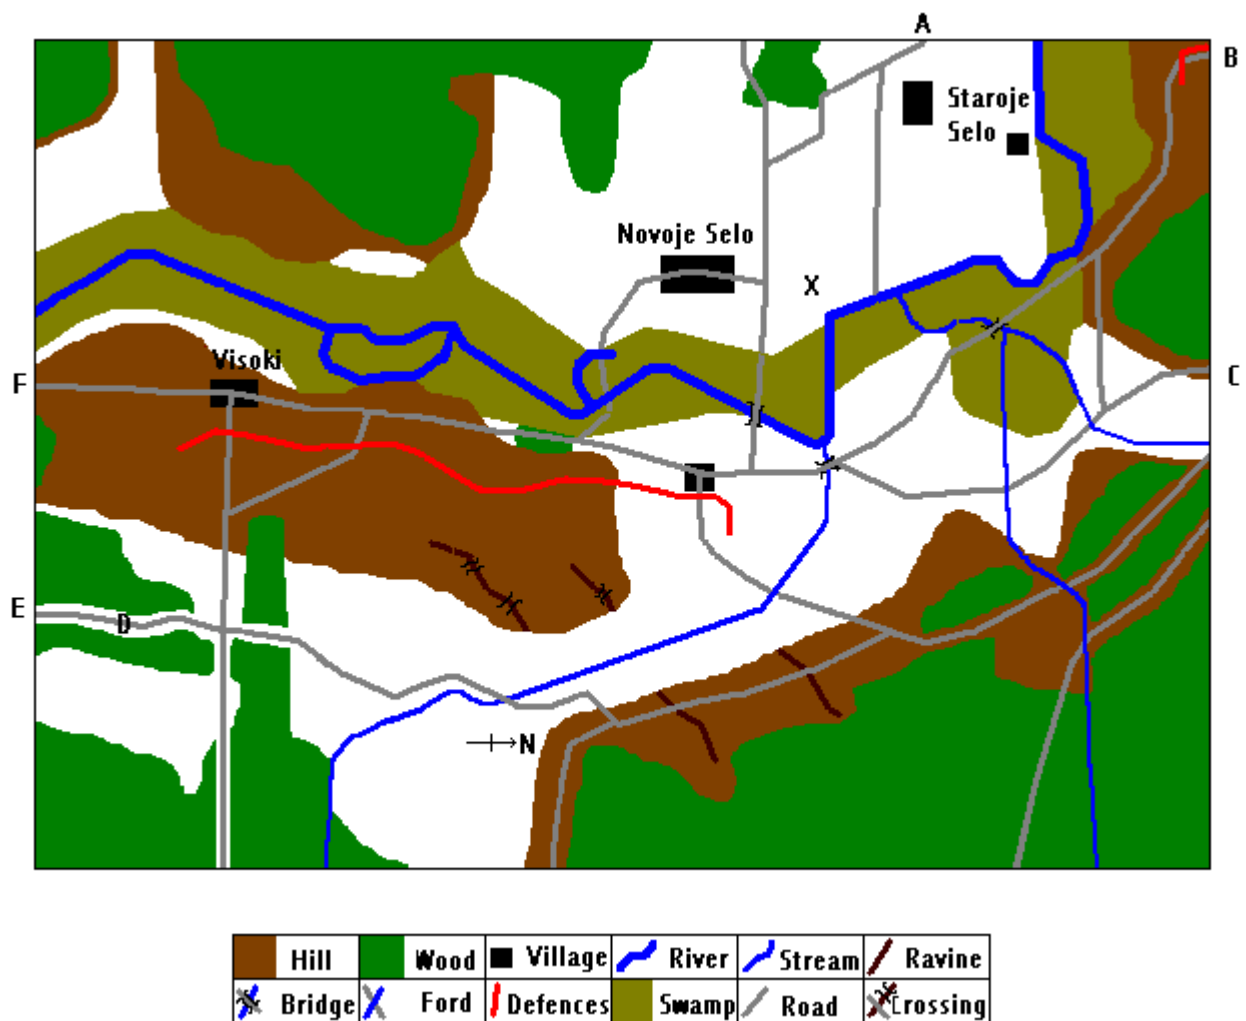 A
B
Staroje
Selo
Novoje Selo
X
Visoki
F
C
E
D
N
Hill
Wood
Village
River
Stream
Ravine
Bridge
Ford
Defences
Swamp
Road
Crossing